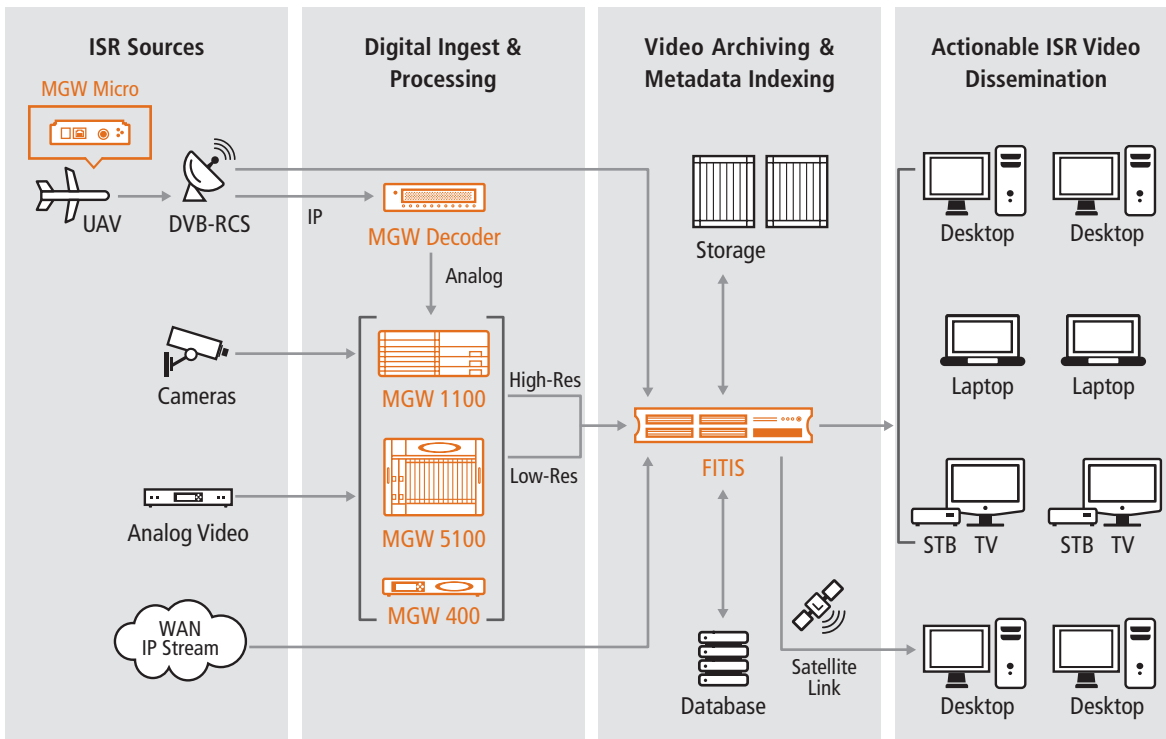 ISR Sources
MGW Micro
UAV
DVB-RCS
Cameras
Analog Video
WAN
IP Stream
Digital Ingest &
Processing
IP
MGW Decoder
Analog
MGW 1100
MGW 5100
MGW 400
High-Res
Low-Res
Video Archiving &
Metadata Indexing
Storage
FITIS
Database
Satellite
Link
Actionable ISR Video
Dissemination
Desktop
Desktop
Laptop
Laptop
STB TV
STB TV
Desktop
Desktop